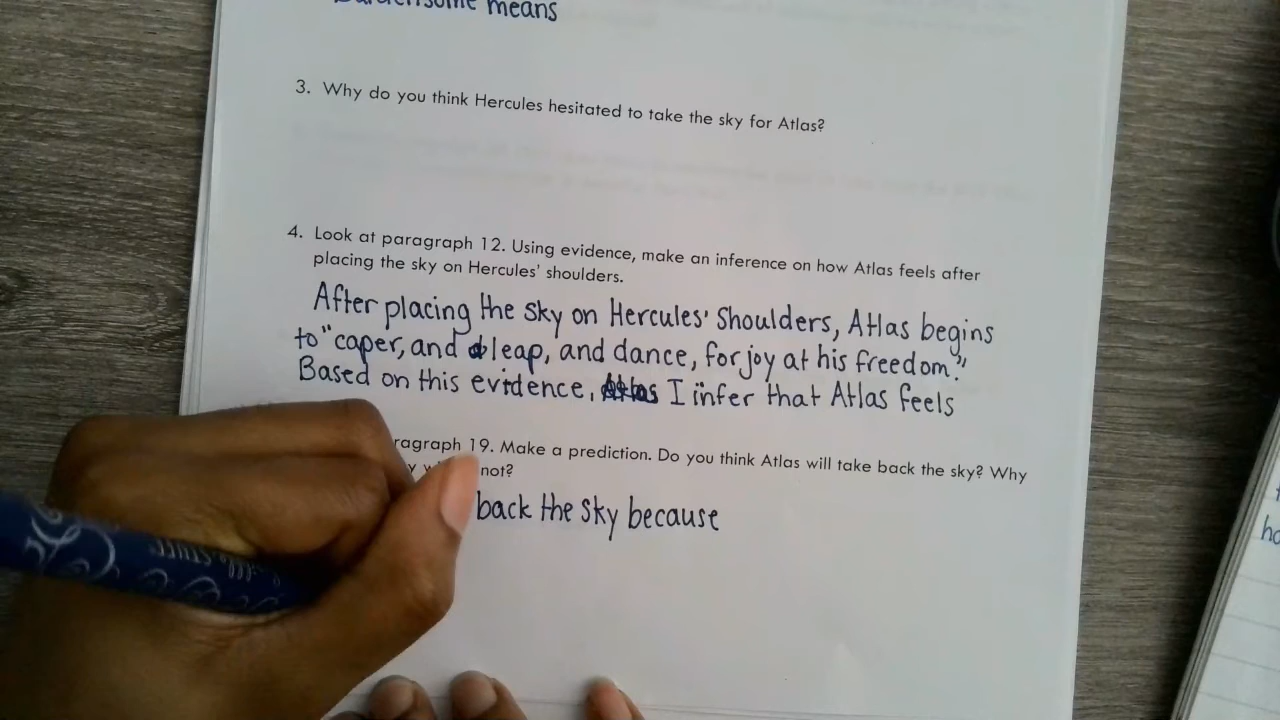 means
3. Why do you think Hercules hesitated to take the sky for Atlas?
4. Look at paragraph 12. Using evidence, make an inference on how Atlas feels after
placing the sky on Hercules' shoulders.
After placing the sky on Hercules' Shoulders, Atlas begins
to "caper, and leap, and dance, for joy at his freedom."
Based on this evidence, I infer that Atlas feels
19. Make a prediction. Do you think Atlas will take back the sky? Why
not?
back the sky because